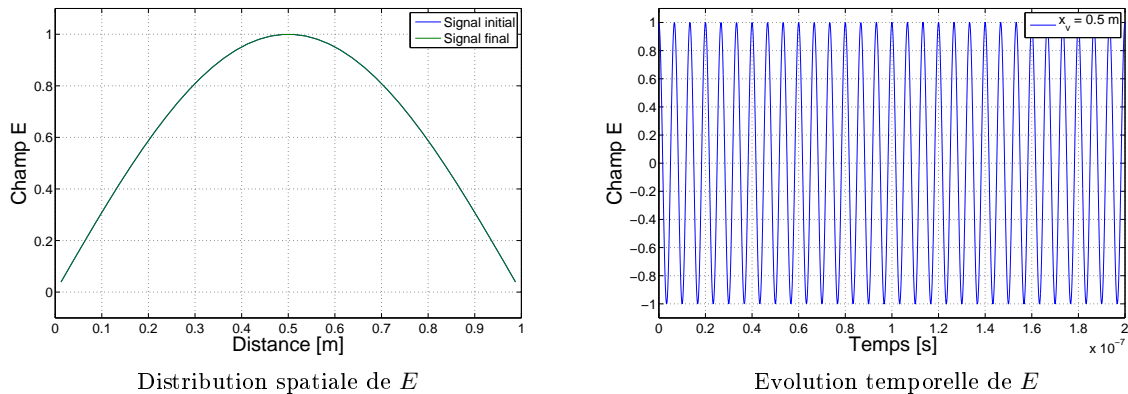 Signal initial
Signal final
Champ E
1
0.8
0.6
0.4
0.2
0
0 0.1 0.2 0.3 0.4 0.5 0.6 0.7 0.8 0.9 1
Distance [m]
Distribution spatiale de E
x_v = 0.5 m
Champ E
1
0.8
0.6
0.4
0.2
0
−0.2
−0.4
−0.6
−0.8
−1
0 0.2 0.4 0.6 0.8 1 1.2 1.4 1.6 1.8 2
x 10^-7
Temps [s]
Evolution temporelle de E